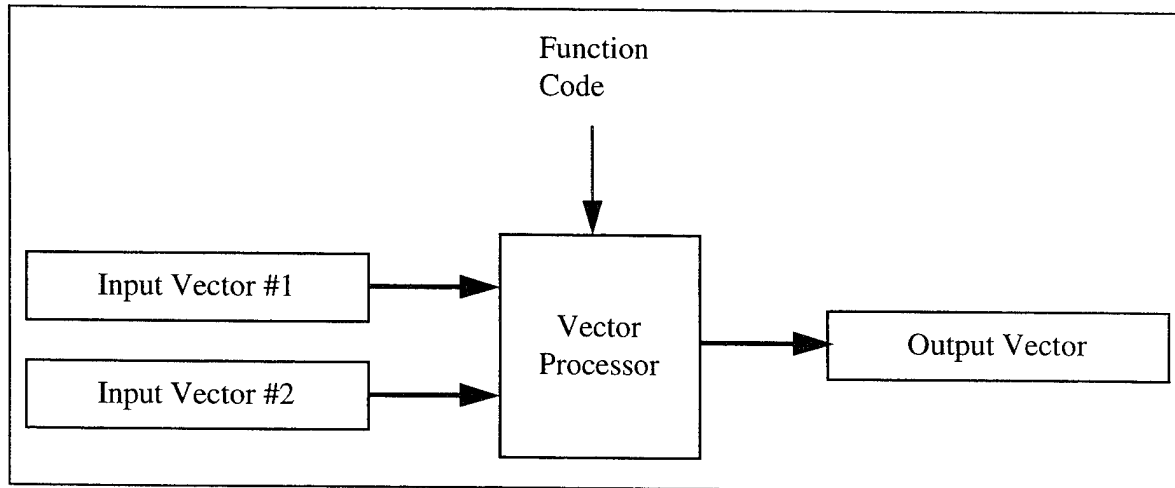 Function
Code
Input Vector #1
Vector
Processor
Output Vector
Input Vector #2